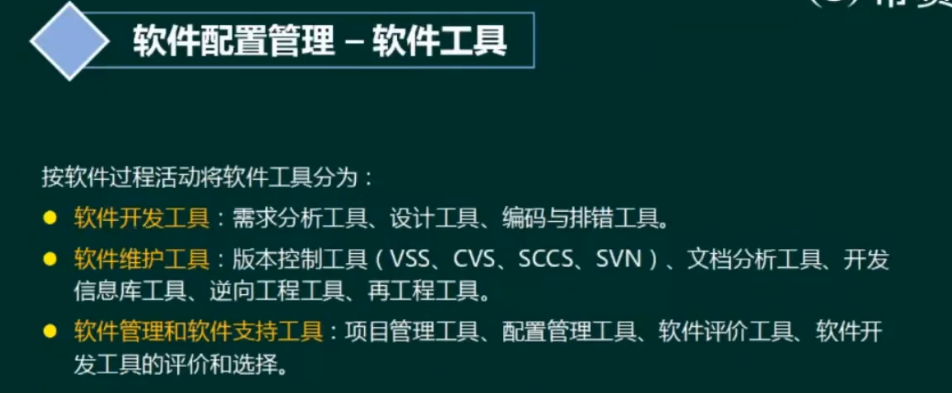 软件配置管理 – 软件工具
按软件过程活动将软件工具分为：
软件开发工具：需求分析工具、设计工具、编码与排错工具。
软件维护工具：版本控制工具（VSS、CVS、SCCS、SVN）、文档分析工具、开发
信息库工具、逆向工程工具、再工程工具。
软件管理和软件支持工具：项目管理工具、配置管理工具、软件评价工具、软件开
发工具的评价和选择。